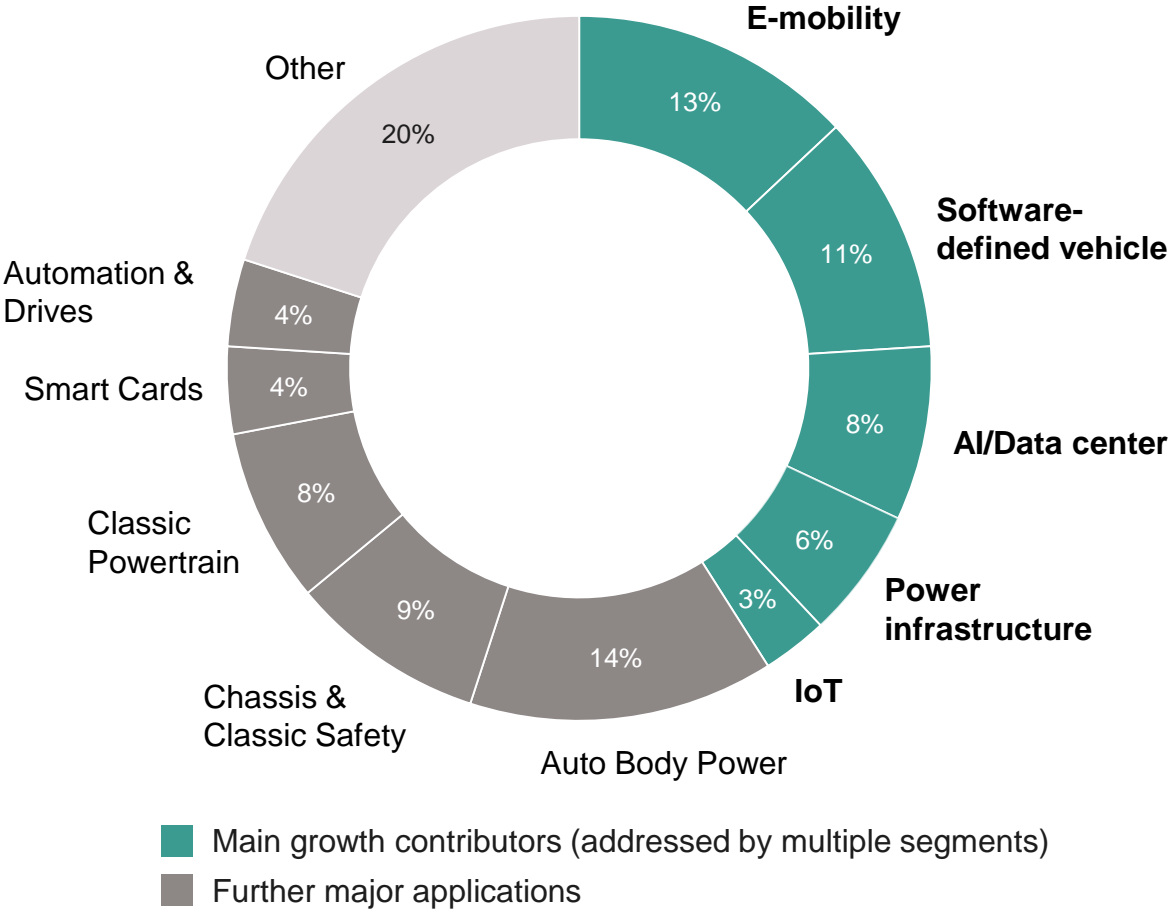 E-mobility
13%
Software-
defined vehicle
11%
AI/Data center
8%
Power
infrastructure
6%
IoT
3%
Auto Body Power
14%
Chassis &
Classic Safety
9%
Classic
Powertrain
8%
Smart Cards
4%
Automation &
Drives
4%
Other
20%
Main growth contributors (addressed by multiple segments)
Further major applications